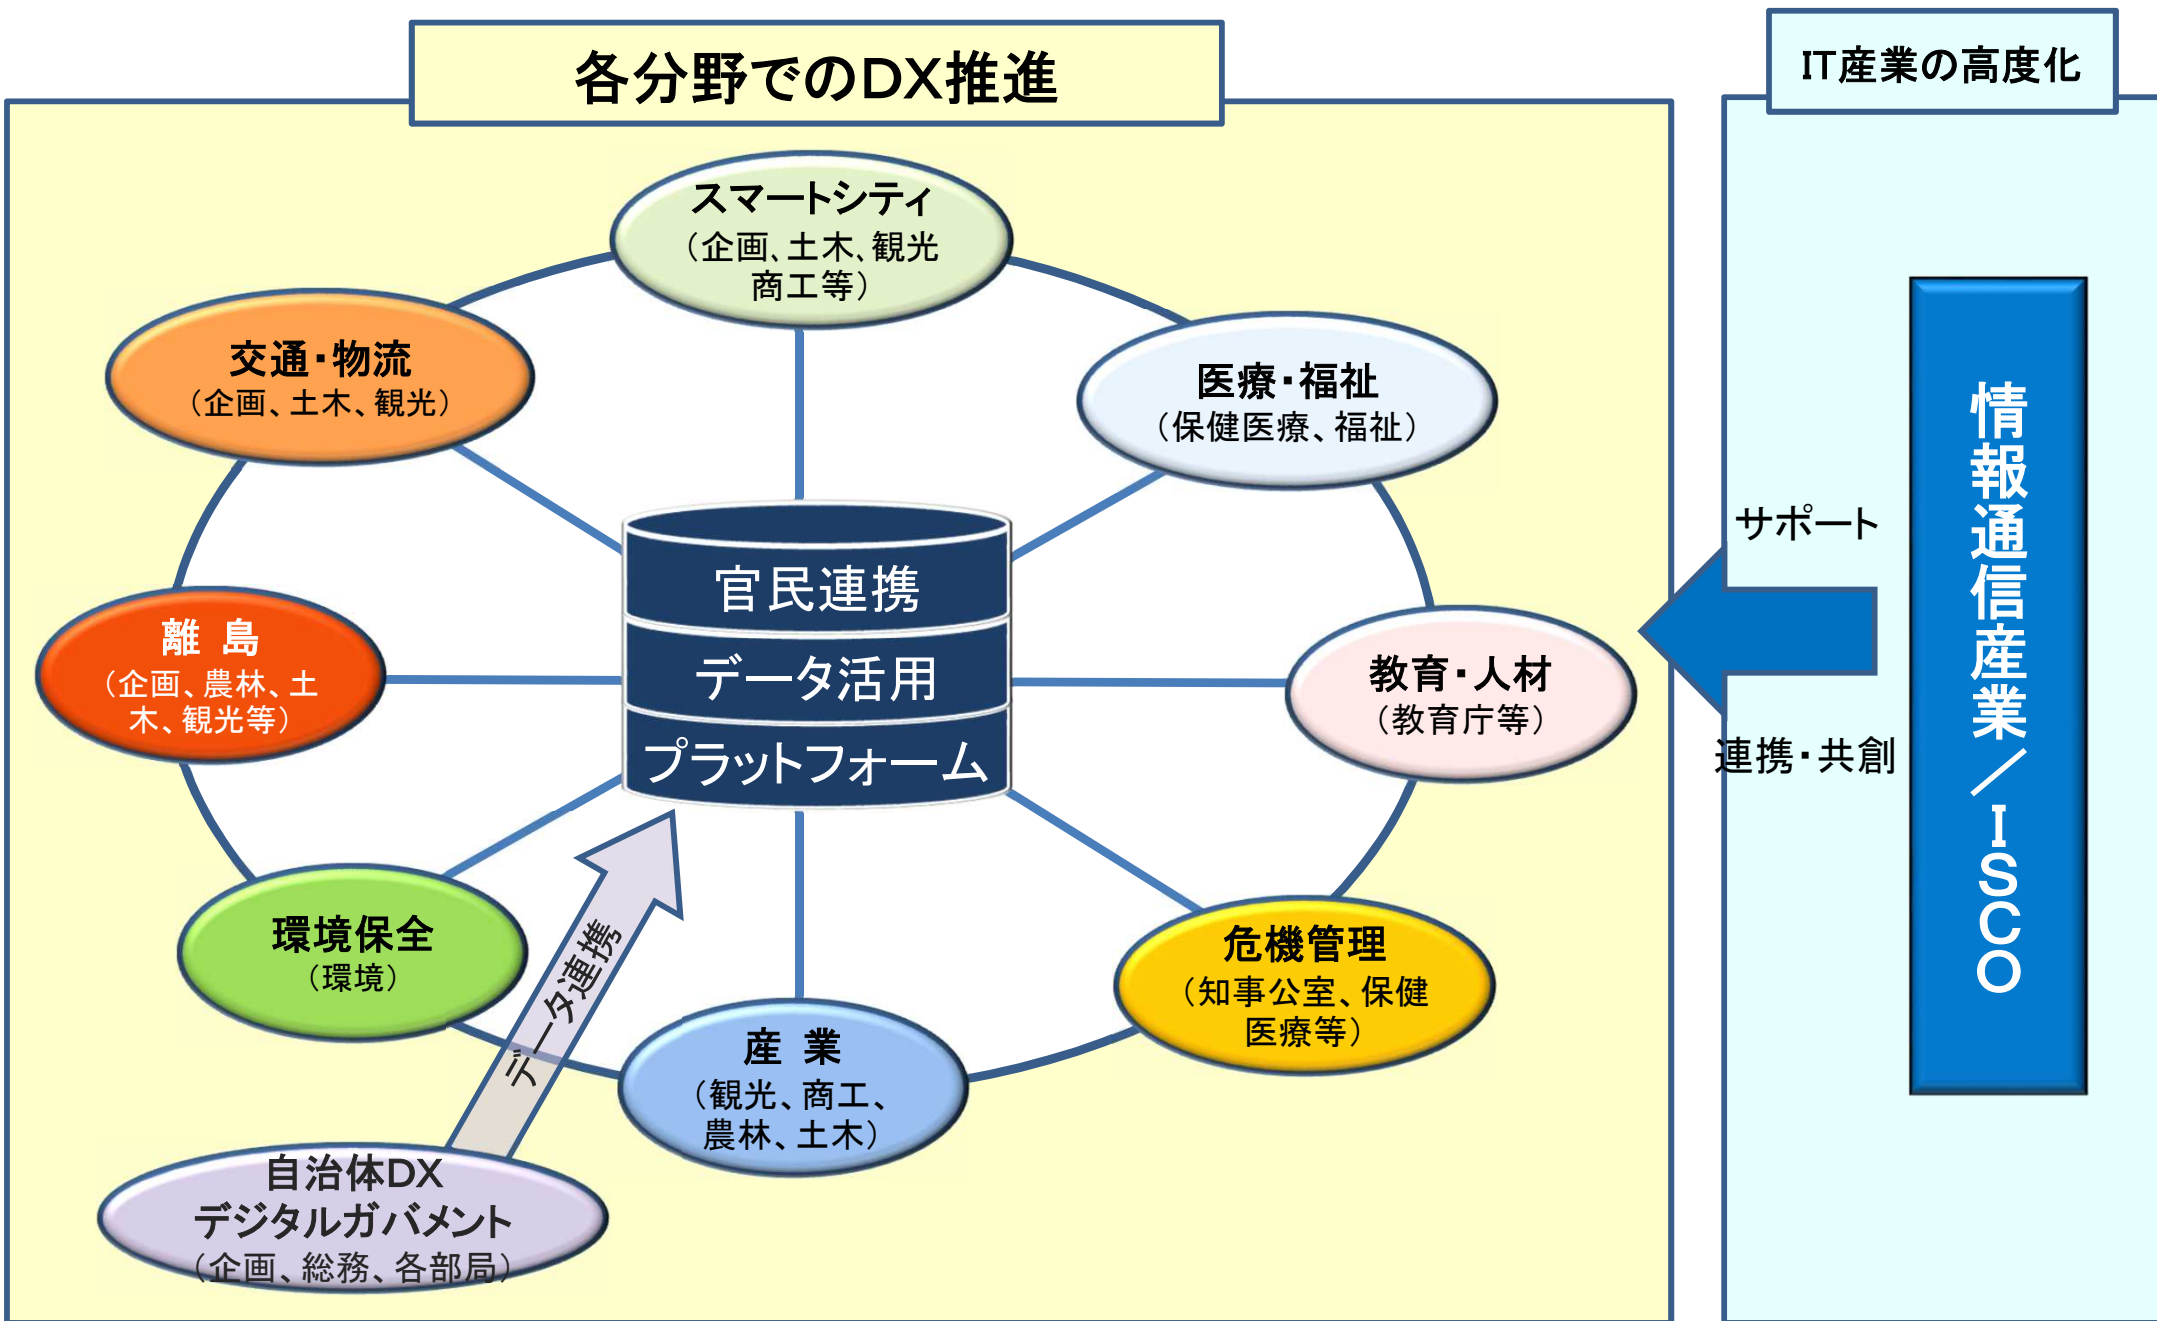 各分野でのDX推進
IT産業の高度化
スマートシティ
（企画、土木、観光
商工等）
交通・物流
（企画、土木、観光）
医療・福祉
（保健医療、福祉）
離 島
（企画、農林、土
木、観光等）
官民連携
データ活用
プラットフォーム
教育・人材
（教育庁等）
環境保全
（環境）
危機管理
（知事公室、保健
医療等）
産 業
（観光、商工、
農林、土木）
データ連携
自治体DX
デジタルガバメント
（企画、総務、各部局）
サポート
連携・共創
情報通信産業／ISCO